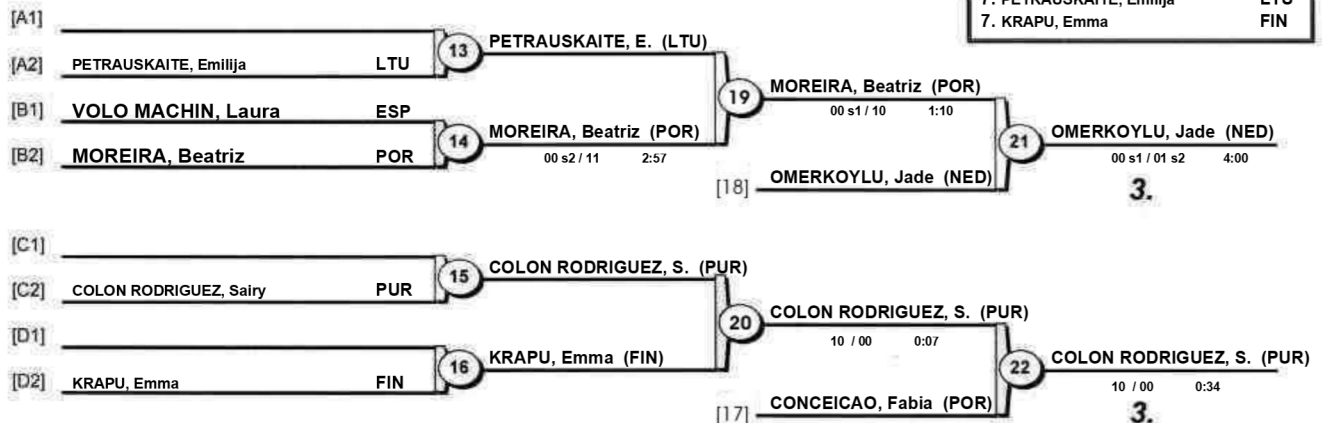 7. PETRAUSKAITE, Emilija LTU
7. KRAPU, Emma FIN
[A1]
[A2] PETRAUSKAITE, Emilija LTU
13 PETRAUSKAITE, E. (LTU)
[B1] VOLO MACHIN, Laura ESP
[B2] MOREIRA, Beatriz POR
14 MOREIRA, Beatriz (POR)
00 s2 / 11 2:57
19 MOREIRA, Beatriz (POR)
00 s1 / 10 1:10
[18] OMERKOYLU, Jade (NED)
21 OMERKOYLU, Jade (NED)
00 s1 / 01 s2 4:00
3.
[C1]
[C2] COLON RODRIGUEZ, Sairy PUR
15 COLON RODRIGUEZ, S. (PUR)
[D1]
[D2] KRAPU, Emma FIN
16 KRAPU, Emma (FIN)
20 COLON RODRIGUEZ, S. (PUR)
10 / 00 0:07
[17] CONCEICAO, Fabia (POR)
22 COLON RODRIGUEZ, S. (PUR)
10 / 00 0:34
3.